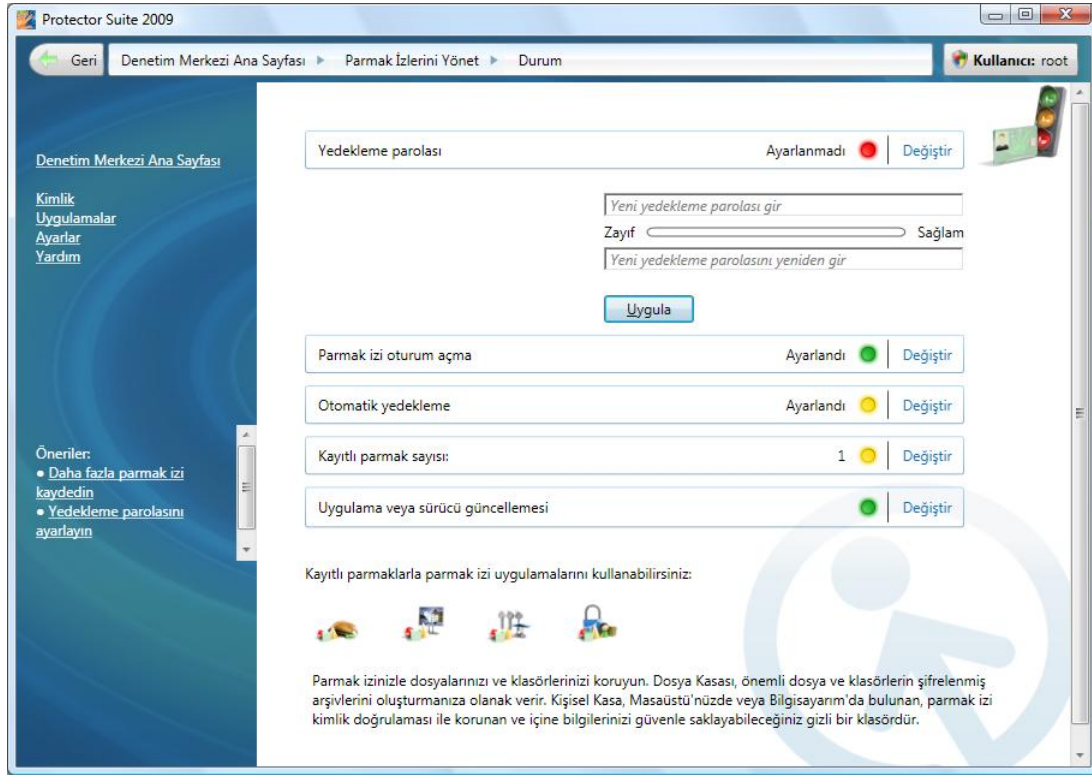 Protector Suite 2009
Geri
Denetim Merkezi Ana Sayfası ▶ Parmak İzlerini Yönet ▶ Durum
Kullanıcı: root
Denetim Merkezi Ana Sayfası
Kimlik
Uygulamalar
Ayarlar
Yardım
Öneriler:
• Daha fazla parmak izi
kaydedin
• Yedekleme parolasını
ayarlayın
Yedekleme parolası Ayarlanmadı Değiştir
Yeni yedekleme parolası gir
Zayıf Sağlam
Yeni yedekleme parolasını yeniden gir
Uygula
Parmak izi oturum açma Ayarlandı Değiştir
Otomatik yedekleme Ayarlandı Değiştir
Kayıtlı parmak sayısı: 1 Değiştir
Uygulama veya sürücü güncellemesi Değiştir
Kayıtlı parmaklarla parmak izi uygulamalarını kullanabilirsiniz:
Parmak izinizle dosyalarınızı ve klasörlerinizi koruyun. Dosya Kasası, önemli dosya ve klasörlerin şifrelenmiş
arşivlerini oluşturmanıza olanak verir. Kişisel Kasa, Masaüstü'nüzde veya Bilgisayarım'da bulunan, parmak izi
kimlik doğrulaması ile korunan ve içine bilgilerinizi güvenle saklayabileceğiniz gizli bir klasördür.